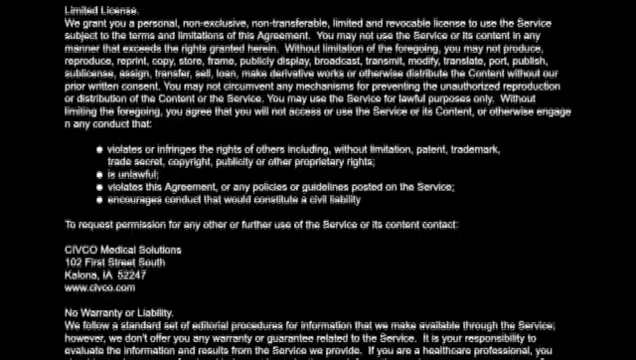 Limited License.
We grant you a personal, non-exclusive, non-transferable, limited and revocable license to use the Service
subject to the terms and limitations of this Agreement. You may not use the Service or its content in any
manner that exceeds the rights granted herein. Without limitation of the foregoing, you may not produce,
reproduce, reprint, copy, store, frame, publicly display, broadcast, transmit, modify, translate, port, publish,
sublicense, assign, transfer, sell, loan, make derivative works or otherwise distribute the Content without our
prior written consent. You may not circumvent any mechanisms for preventing the unauthorized reproduction
or distribution of the Content or the Service. You may use the Service for lawful purposes only. Without
limiting the foregoing, you agree that you will not access or use the Service or its Content, or otherwise engage
n any conduct that:
● violates or infringes the rights of others including, without limitation, patent, trademark,
trade secret, copyright, publicity or other proprietary rights;
● is unlawful;
● violates this Agreement, or any policies or guidelines posted on the Service;
● encourages conduct that would constitute a civil liability
To request permission for any other or further use of the Service or its content contact:
CIVCO Medical Solutions
102 First Street South
Kalona, IA 52247
www.civco.com
No Warranty or Liability.
We follow a standard set of editorial procedures for information that we make available through the Service;
however, we don't offer you any warranty or guarantee related to the Service. It is your responsibility to
evaluate the information and results from the Service we provide. If you are a healthcare professional, you